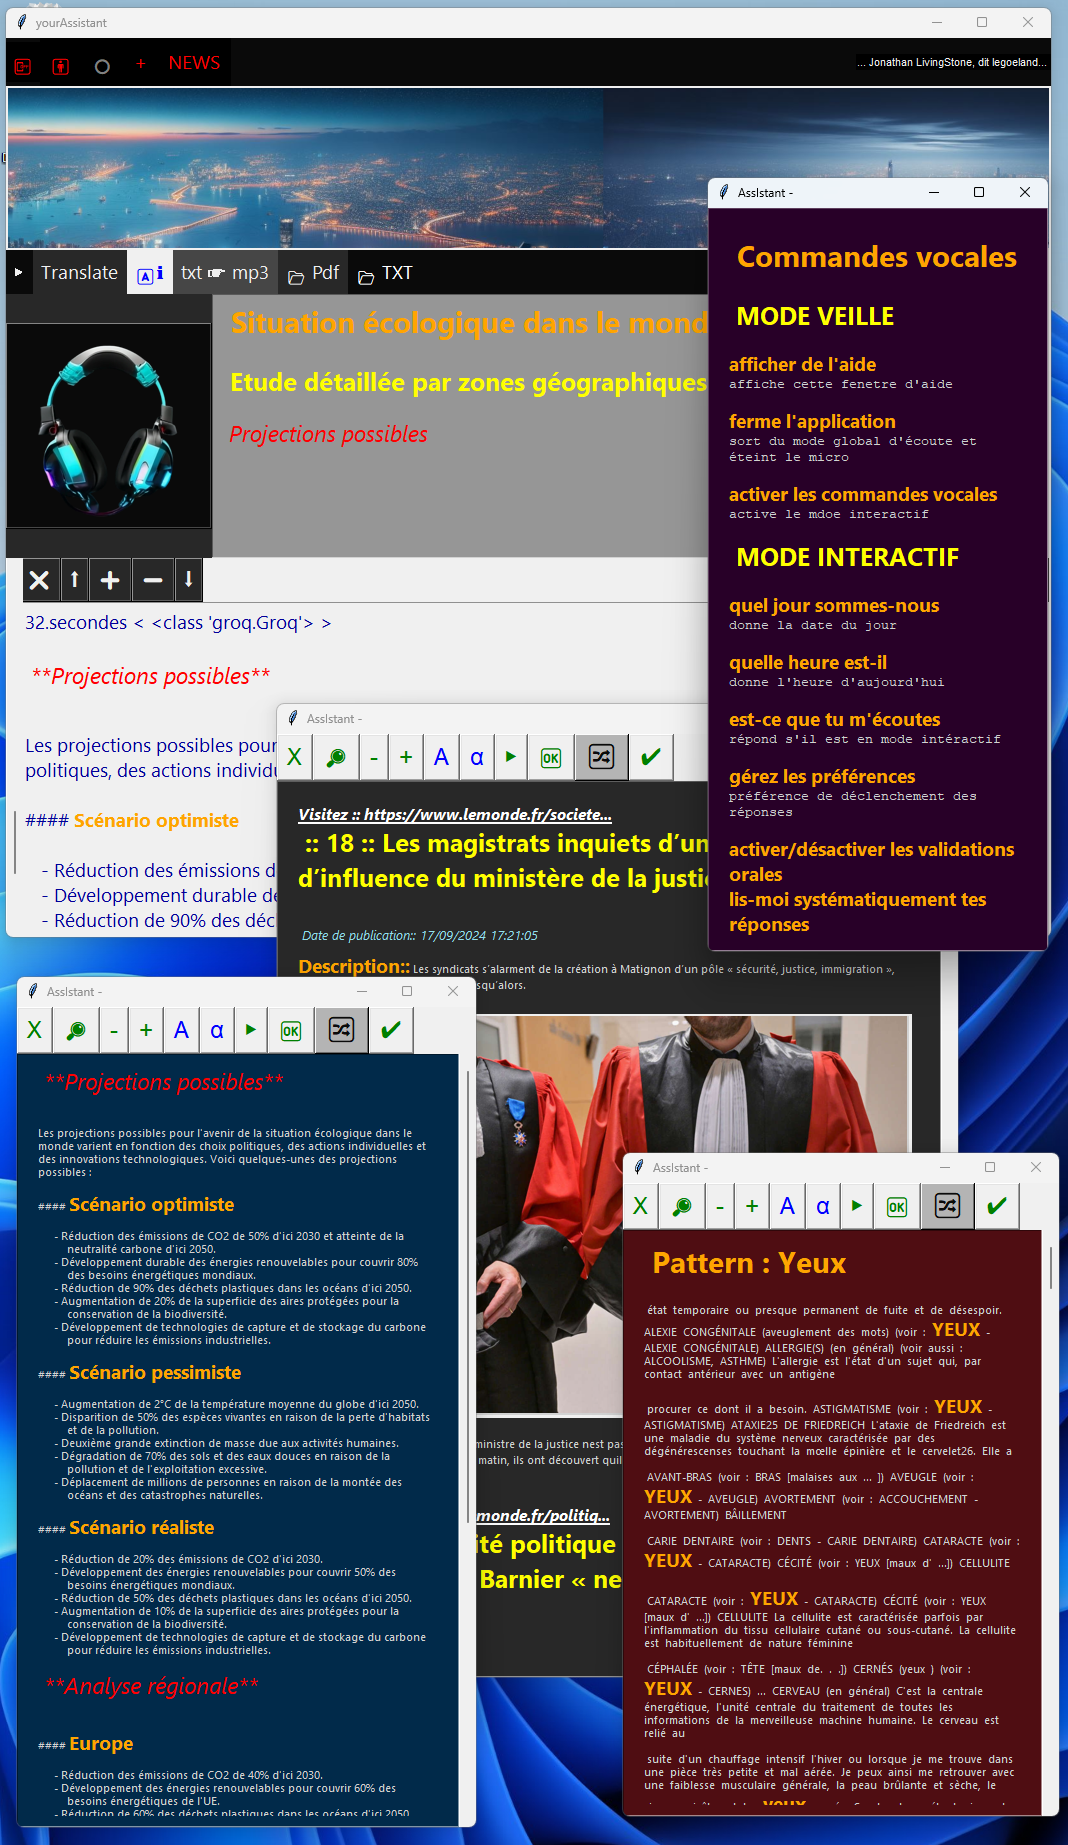 yourAssistant
+ NEWS
... Jonathan LivingStone, dit legoeland...
Translate
A i
txt ☛ mp3
Pdf
TXT
Situation écologique dans le mond
Etude détaillée par zones géographiques
Projections possibles
32.secondes < <class 'groq.Groq'> >
**Projections possibles**
Les projections possibles pour
politiques, des actions individu
#### Scénario optimiste
- Réduction des émissions d
- Développement durable de
- Réduction de 90% des déc
AssIstant -
Commandes vocales
MODE VEILLE
afficher de l'aide
affiche cette fenetre d'aide
ferme l'application
sort du mode global d'écoute et
éteint le micro
activer les commandes vocales
active le mdoe interactif
MODE INTERACTIF
quel jour sommes-nous
donne la date du jour
quelle heure est-il
donne l'heure d'aujourd'hui
est-ce que tu m'écoutes
répond s'il est en mode intéractif
gérez les préférences
préférence de déclenchement des
réponses
activer/désactiver les validations
orales
lis-moi systématiquement tes
réponses
AssIstant -
X - + A α OK
Visitez :: https://www.lemonde.fr/societe...
:: 18 :: Les magistrats inquiets d'un
d'influence du ministère de la justic
Date de publication:: 17/09/2024 17:21:05
Description:: Les syndicats s'alarment de la création à Matignon d'un pôle « sécurité, justice, immigration »,
squ'alors.
ministre de la justice nest pas
matin, ils ont découvert quil
monde.fr/politiq...
ité politique
Barnier « ne
AssIstant -
X - + A α OK
**Projections possibles**
Les projections possibles pour l'avenir de la situation écologique dans le
monde varient en fonction des choix politiques, des actions individuelles et
des innovations technologiques. Voici quelques-unes des projections
possibles :
#### Scénario optimiste
- Réduction des émissions de CO2 de 50% d'ici 2030 et atteinte de la
neutralité carbone d'ici 2050.
- Développement durable des énergies renouvelables pour couvrir 80%
des besoins énergétiques mondiaux.
- Réduction de 90% des déchets plastiques dans les océans d'ici 2050.
- Augmentation de 20% de la superficie des aires protégées pour la
conservation de la biodiversité.
- Développement de technologies de capture et de stockage du carbone
pour réduire les émissions industrielles.
#### Scénario pessimiste
- Augmentation de 2°C de la température moyenne du globe d'ici 2050.
- Disparition de 50% des espèces vivantes en raison de la perte d'habitats
et de la pollution.
- Deuxième grande extinction de masse due aux activités humaines.
- Dégradation de 70% des sols et des eaux douces en raison de la
pollution et de l'exploitation excessive.
- Déplacement de millions de personnes en raison de la montée des
océans et des catastrophes naturelles.
#### Scénario réaliste
- Réduction de 20% des émissions de CO2 d'ici 2030.
- Développement des énergies renouvelables pour couvrir 50% des
besoins énergétiques mondiaux.
- Réduction de 50% des déchets plastiques dans les océans d'ici 2050.
- Augmentation de 10% de la superficie des aires protégées pour la
conservation de la biodiversité.
- Développement de technologies de capture et de stockage du carbone
pour réduire les émissions industrielles.
**Analyse régionale**
#### Europe
- Réduction des émissions de CO2 de 40% d'ici 2030.
- Développement des énergies renouvelables pour couvrir 60% des
besoins énergétiques de l'UE.
- Réduction de 60% des déchets plastiques dans les océans d'ici 2050
AssIstant -
X - + A α OK
Pattern : Yeux
état temporaire ou presque permanent de fuite et de désespoir.
ALEXIE CONGÉNITALE (aveuglement des mots) (voir : YEUX -
ALEXIE CONGÉNITALE) ALLERGIE(S) (en général) (voir aussi :
ALCOOLISME, ASTHME) L'allergie est l'état d'un sujet qui, par
contact antérieur avec un antigène
procurer ce dont il a besoin. ASTIGMATISME (voir : YEUX -
ASTIGMATISME) ATAXIE25 DE FRIEDREICH L'ataxie de Friedreich est
une maladie du système nerveux caractérisée par des
dégénérescenses touchant la mœlle épinière et le cervelet26. Elle a
AVANT-BRAS (voir : BRAS [malaises aux ... ]) AVEUGLE (voir :
YEUX - AVEUGLE) AVORTEMENT (voir : ACCOUCHEMENT -
AVORTEMENT) BÂILLEMENT
CARIE DENTAIRE (voir : DENTS - CARIE DENTAIRE) CATARACTE (voir :
YEUX - CATARACTE) CÉCITÉ (voir : YEUX [maux d' ...]) CELLULITE
CATARACTE (voir : YEUX - CATARACTE) CÉCITÉ (voir : YEUX
[maux d' ...]) CELLULITE La cellulite est caractérisée parfois par
l'inflammation du tissu cellulaire cutané ou sous-cutané. La cellulite
est habituellement de nature féminine
CÉPHALÉE (voir : TÊTE [maux de. . .]) CERNÉS (yeux ) (voir :
YEUX - CERNES) ... CERVEAU (en général) C'est la centrale
énergétique, l'unité centrale du traitement de toutes les
informations de la merveilleuse machine humaine. Le cerveau est
relié au
suite d'un chauffage intensif l'hiver ou lorsque je me trouve dans
une pièce très petite et mal aérée. Je peux ainsi me retrouver avec
une faiblesse musculaire générale, la peau brûlante et sèche, le